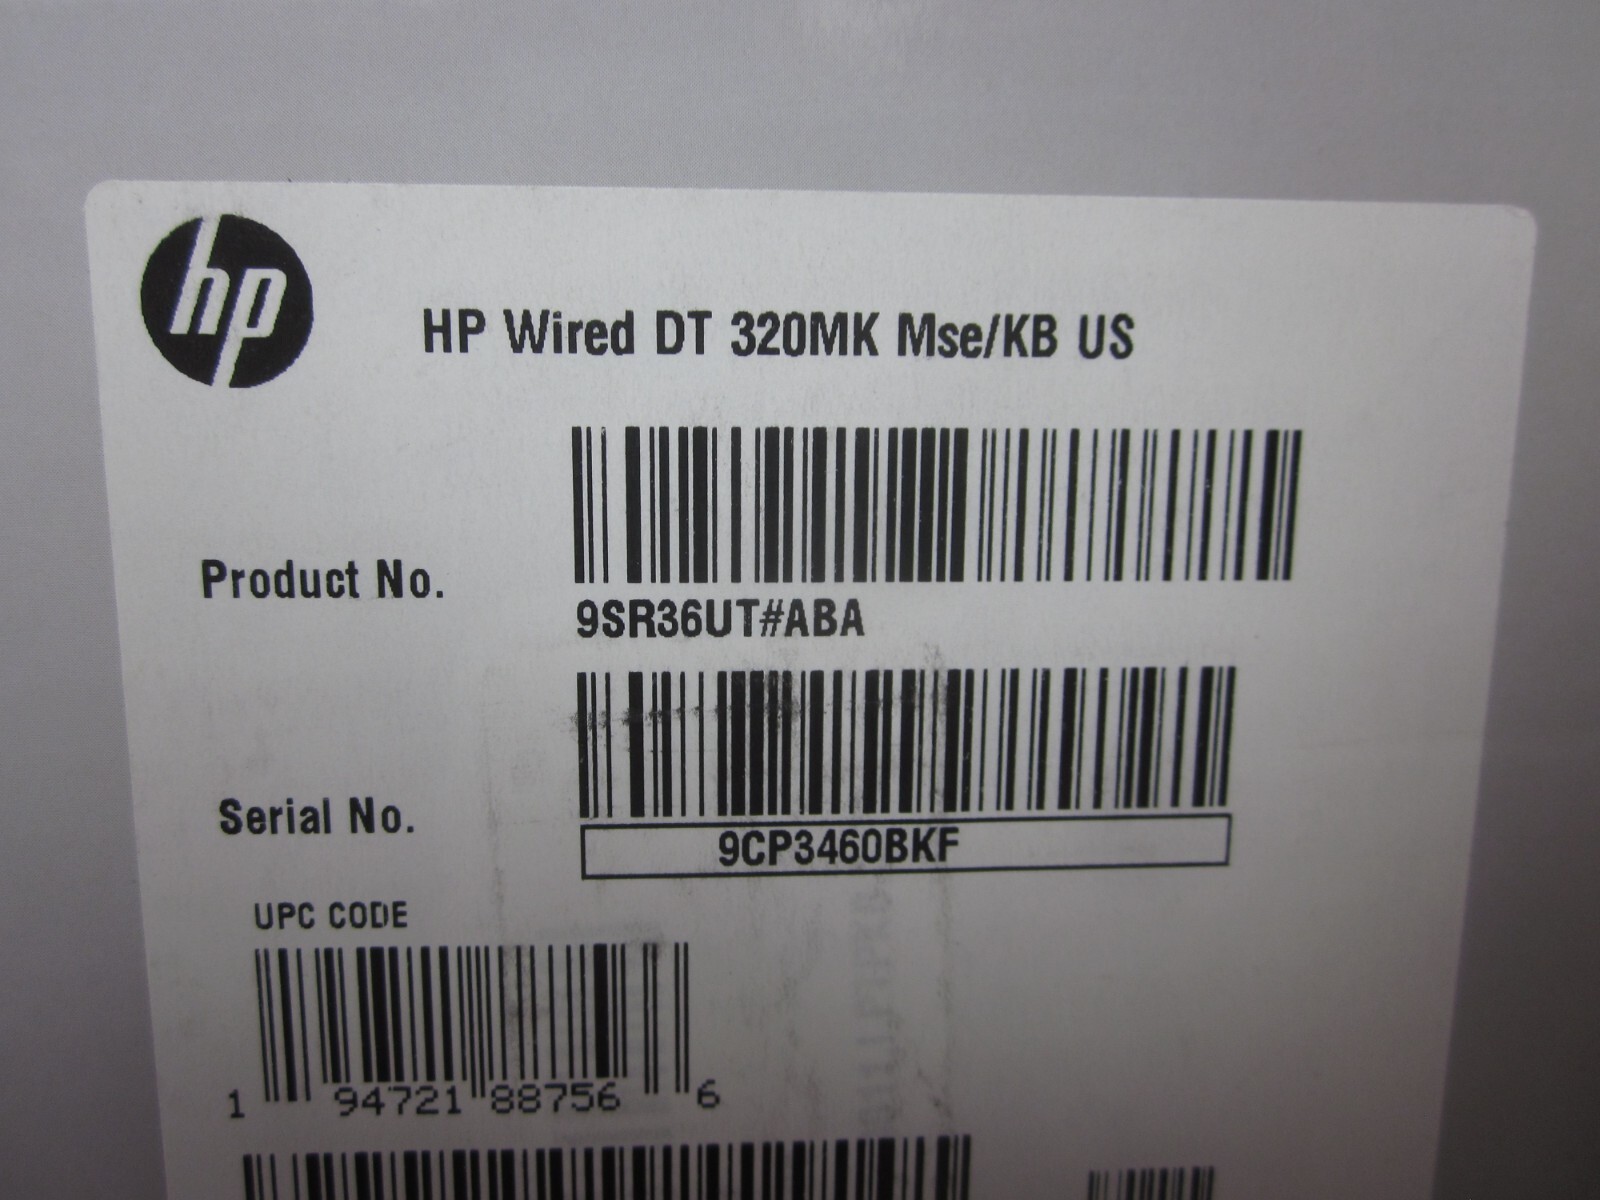 hp
HP Wired DT 320MK Mse/KB US
Product No.
9SR36UT#ABA
Serial No.
9CP3460BKF
UPC CODE
1 94721 88756 6